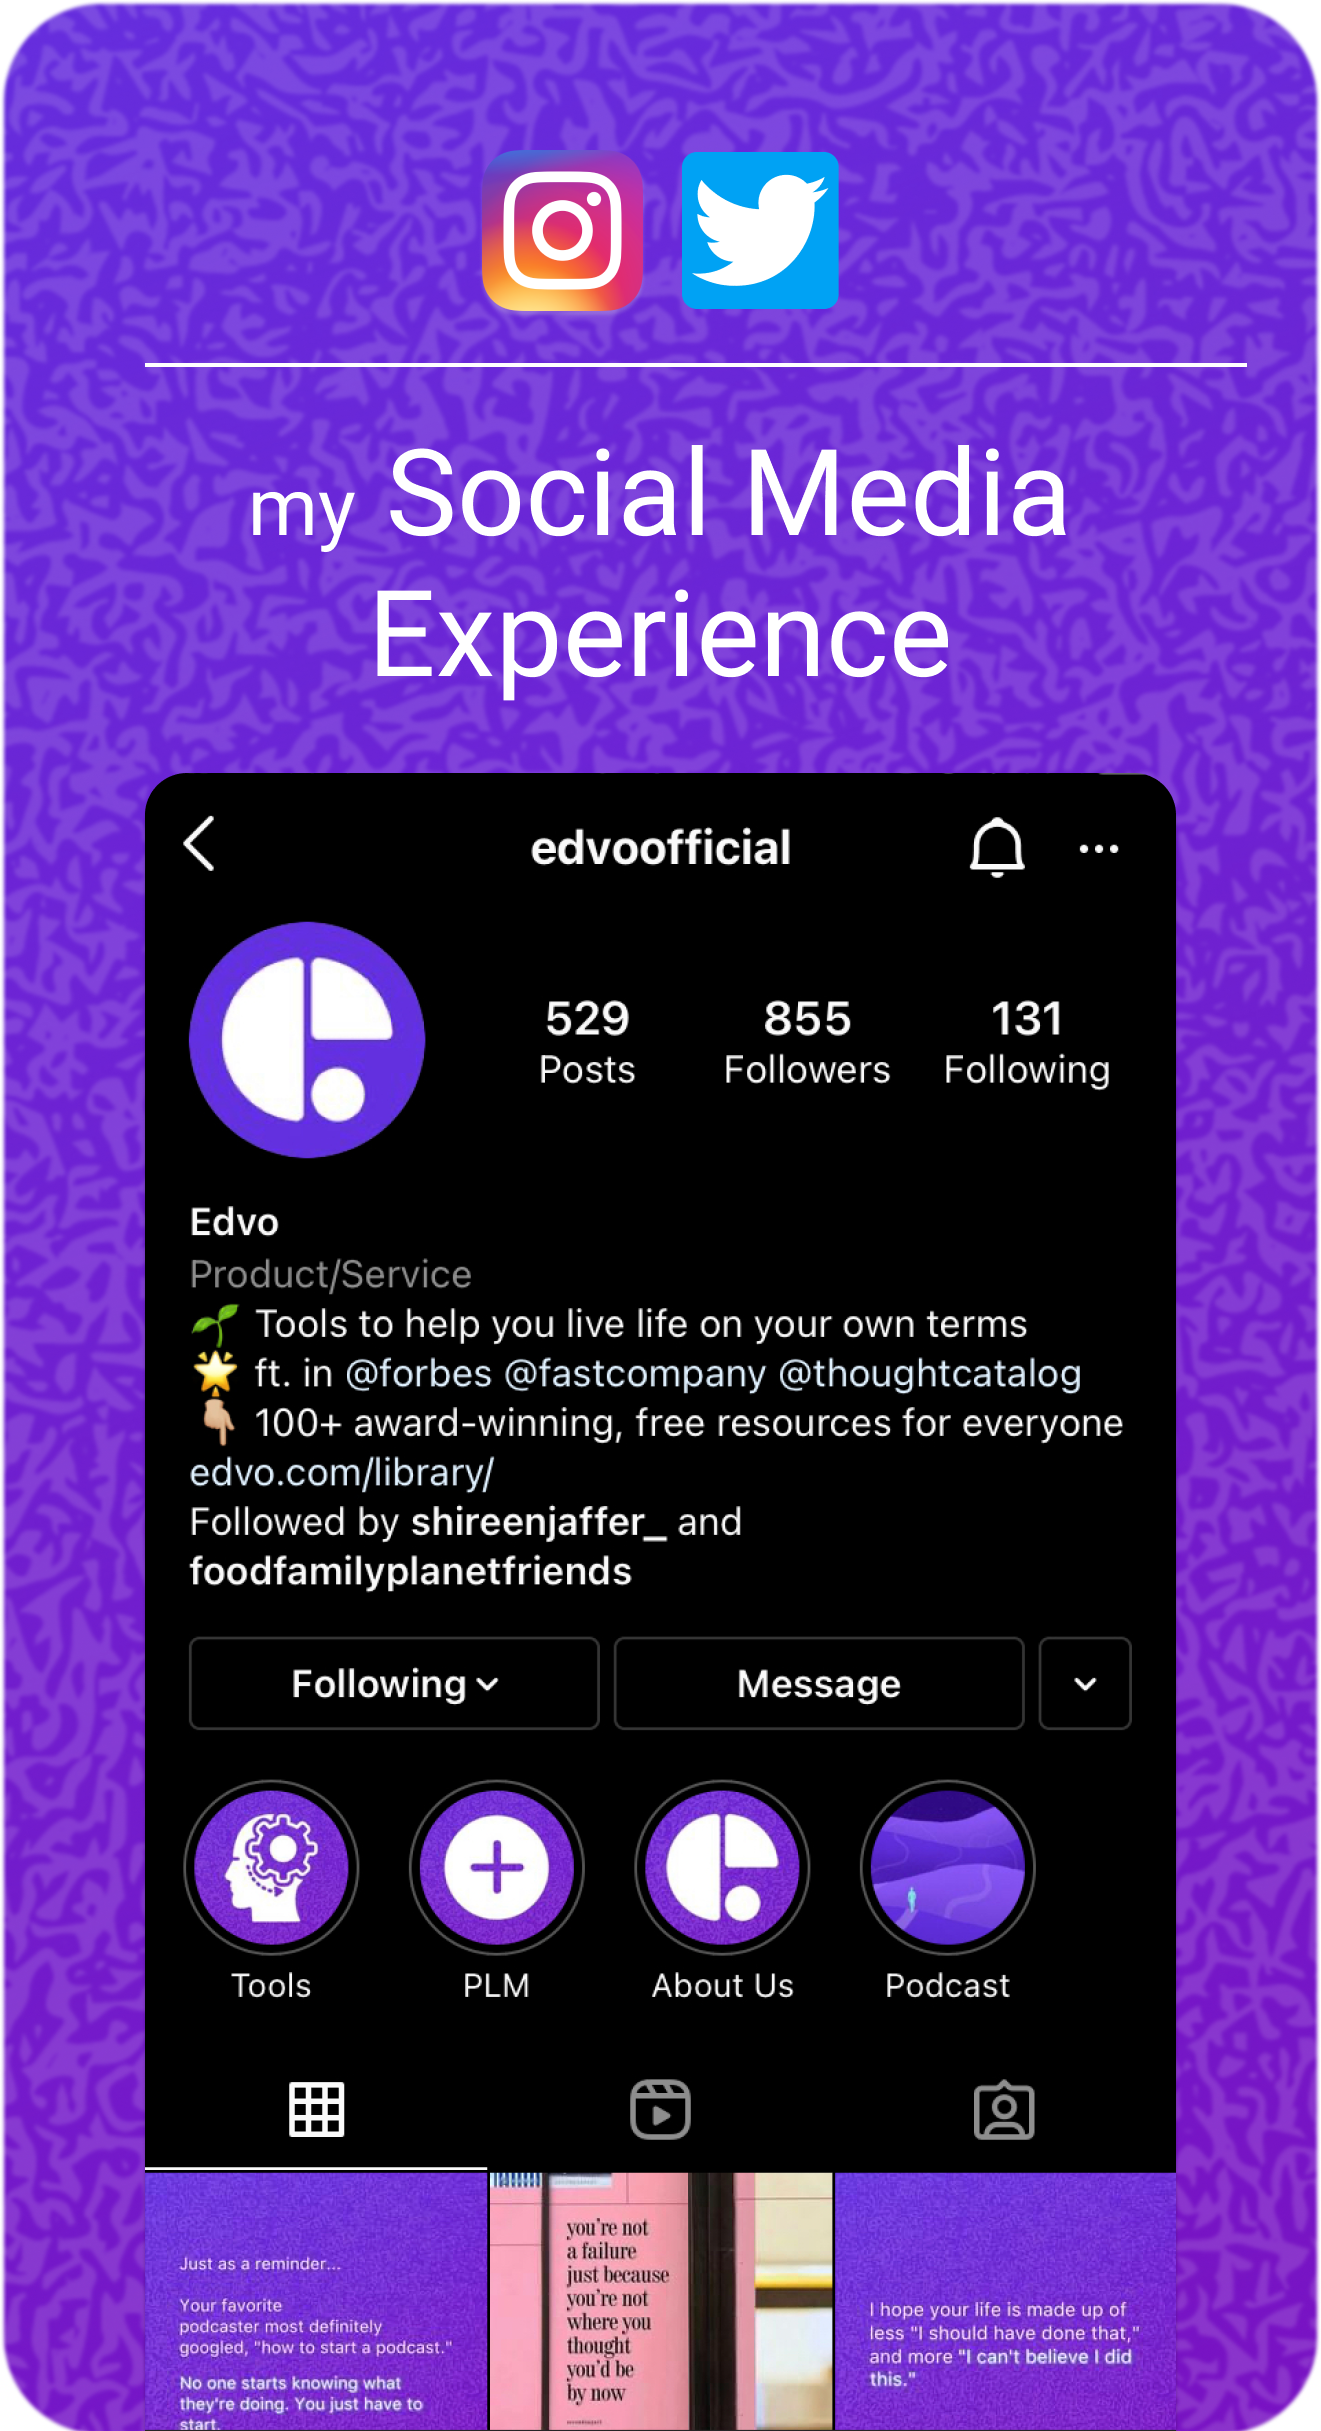 my Social Media
Experience
edvoofficial
529
Posts
855
Followers
131
Following
Edvo
Product/Service
🌱 Tools to help you live life on your own terms
🌟 ft. in @forbes @fastcompany @thoughtcatalog
👇🏼 100+ award-winning, free resources for everyone
edvo.com/library/
Followed by shireenjaffer_ and
foodfamilyplanetfriends
Following
Message
Tools
PLM
About Us
Podcast
Just as a reminder...
Your favorite
podcaster most definitely
googled, "how to start a podcast."
No one starts knowing what
they're doing. You just have to
start.
you're not
a failure
just because
you're not
where you
thought
you'd be
by now
I hope your life is made up of
less "I should have done that,"
and more "I can't believe I did
this."